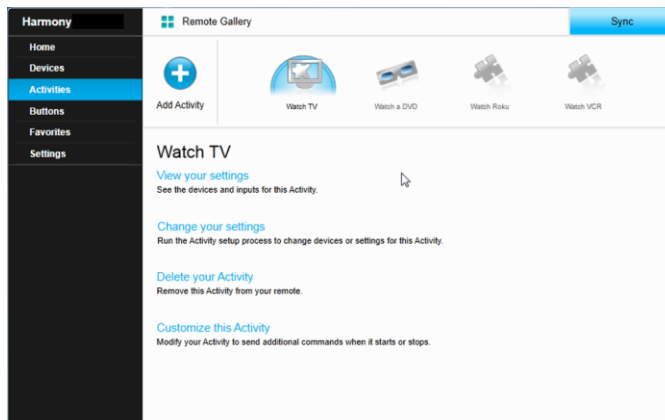 Harmony
Remote Gallery
Sync
Home
Devices
Activities
Buttons
Favorites
Settings
Add Activity
Watch TV
Watch a DVD
Watch Roku
Watch VCR
Watch TV
View your settings
See the devices and inputs for this Activity.
Change your settings
Run the Activity setup process to change devices or settings for this Activity.
Delete your Activity
Remove this Activity from your remote.
Customize this Activity
Modify your Activity to send additional commands when it starts or stops.